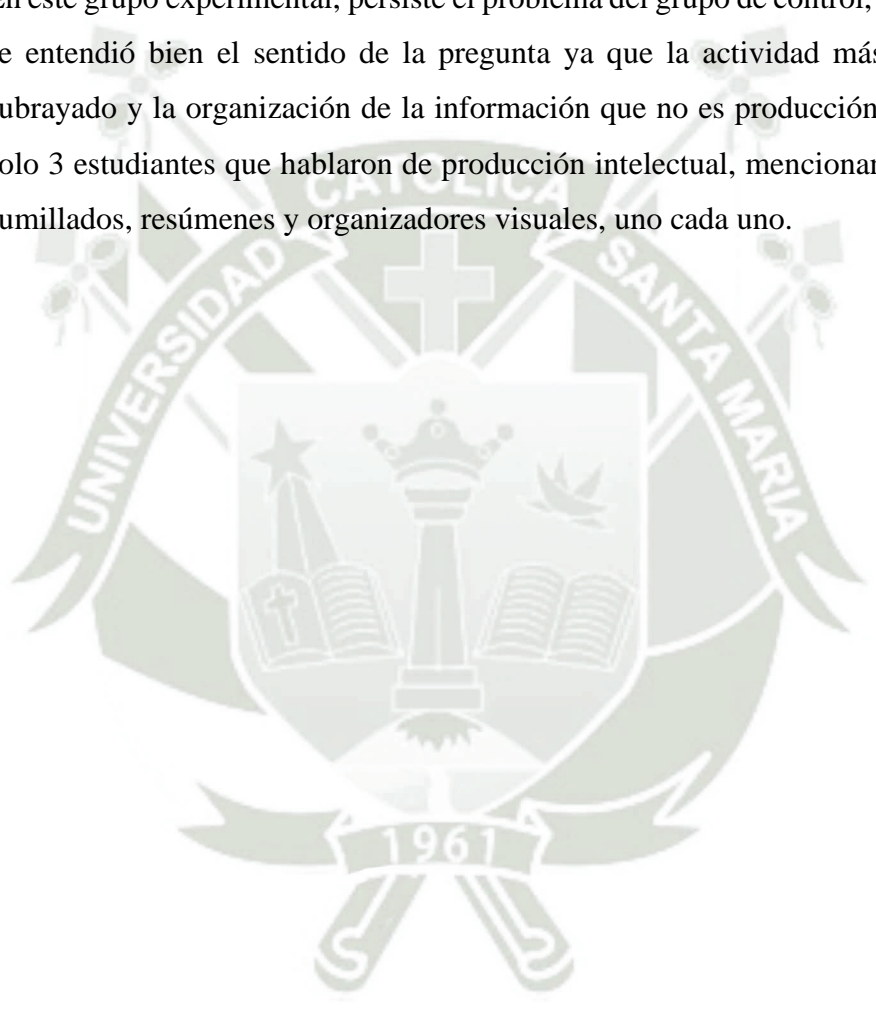 En este grupo experimental, persiste el problema del grupo de control,
e entendió bien el sentido de la pregunta ya que la actividad más
ubrayado y la organización de la información que no es producción
olo 3 estudiantes que hablaron de producción intelectual, mencionar
umillados, resúmenes y organizadores visuales, uno cada uno.
UNIVERSIDAD CATOLICA SANTA MARIA
1961